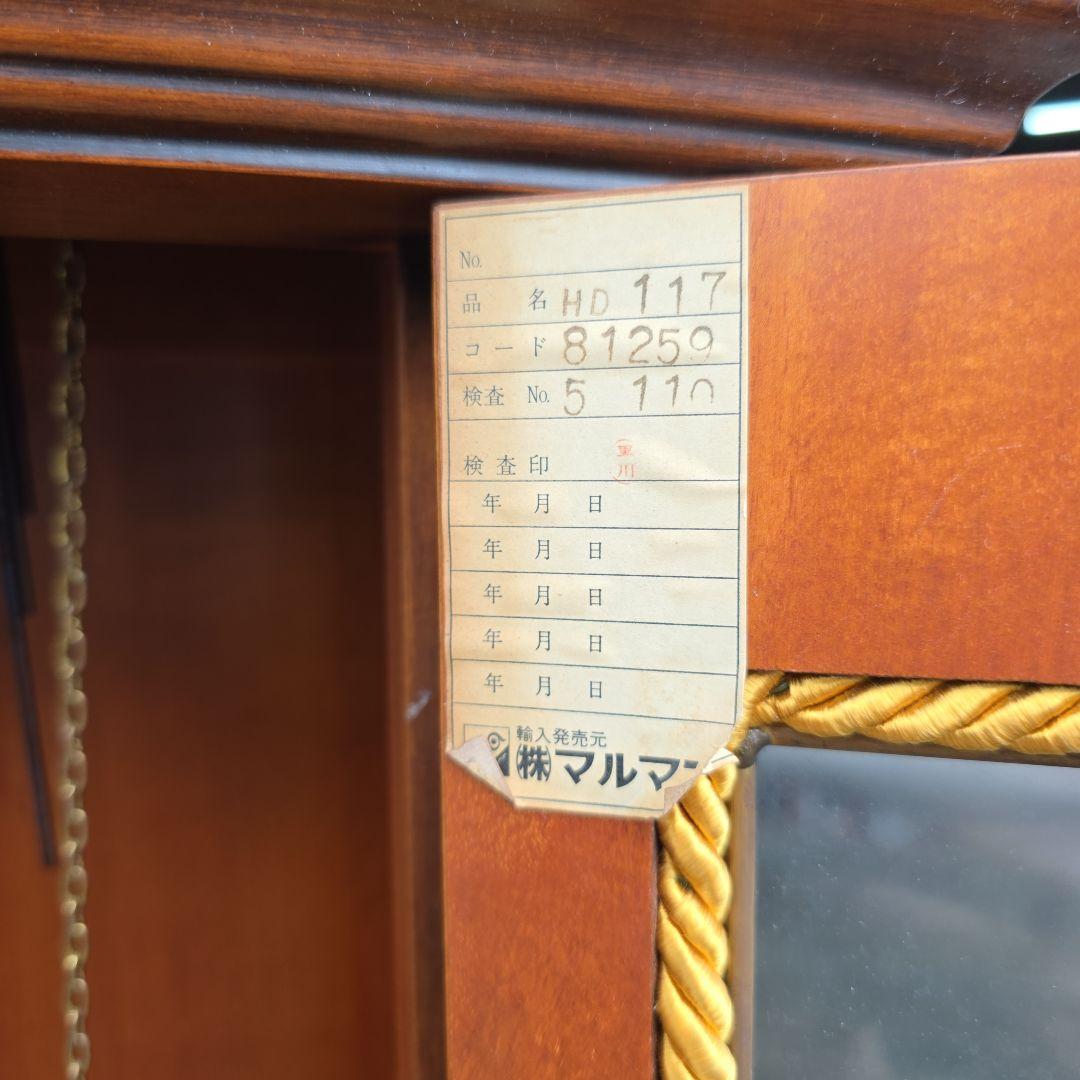 No.
品名 HD 117
コード 81259
検査 No. 5 110
検査印
年 月 日
年 月 日
年 月 日
年 月 日
年 月 日
輸入発売元
㈱マルマン